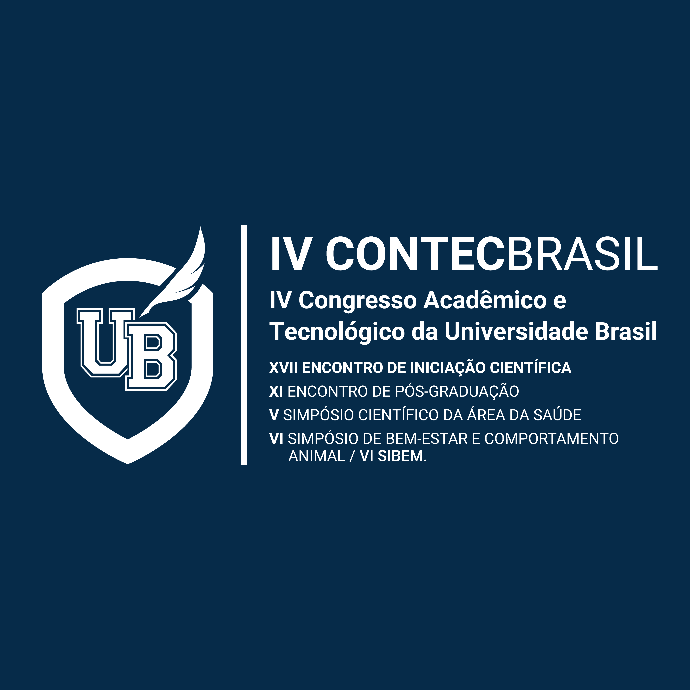 UB
IV CONTECBRASIL
IV Congresso Acadêmico e
Tecnológico da Universidade Brasil
XVII ENCONTRO DE INICIAÇÃO CIENTÍFICA
XI ENCONTRO DE PÓS-GRADUAÇÃO
V SIMPÓSIO CIENTÍFICO DA ÁREA DA SAÚDE
VI SIMPÓSIO DE BEM-ESTAR E COMPORTAMENTO
ANIMAL / VI SIBEM.